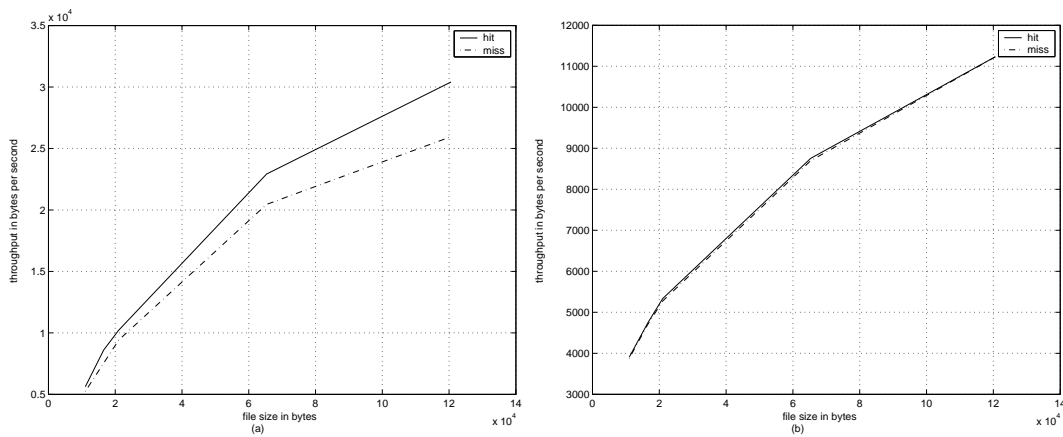 x 10^4
3.5
3
2.5
2
1.5
1
0.5
throughput in bytes per second
hit
miss
0 2 4 6 8 10 12 14
x 10^4
file size in bytes
(a)
12000
11000
10000
9000
8000
7000
6000
5000
4000
3000
throughput in bytes per second
hit
miss
0 2 4 6 8 10 12 14
x 10^4
file size in bytes
(b)